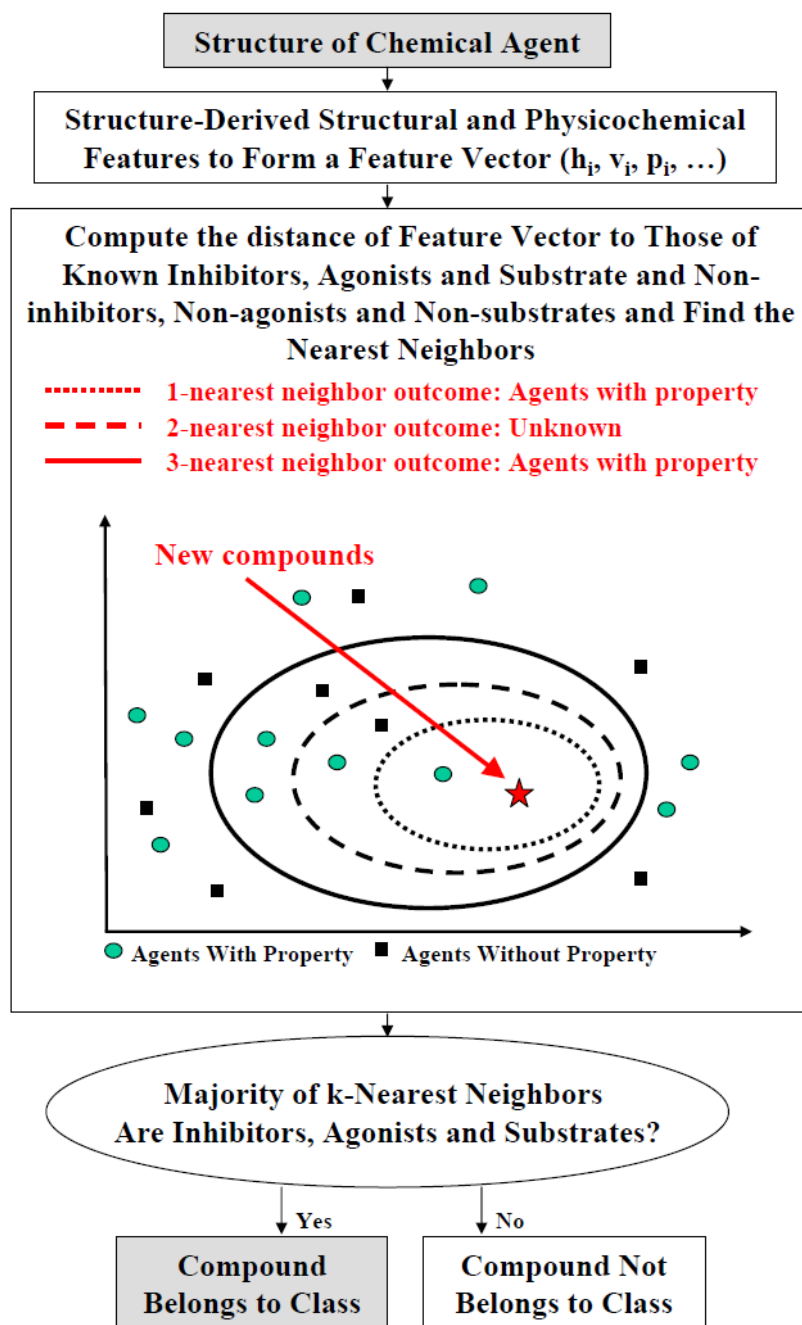 Structure of Chemical Agent
Structure-Derived Structural and Physicochemical
Features to Form a Feature Vector (hi, vi, pi, …)
Compute the distance of Feature Vector to Those of
Known Inhibitors, Agonists and Substrate and Non-
inhibitors, Non-agonists and Non-substrates and Find the
Nearest Neighbors
1-nearest neighbor outcome: Agents with property
2-nearest neighbor outcome: Unknown
3-nearest neighbor outcome: Agents with property
New compounds
Agents With Property
Agents Without Property
Majority of k-Nearest Neighbors
Are Inhibitors, Agonists and Substrates?
Yes
No
Compound
Belongs to Class
Compound Not
Belongs to Class